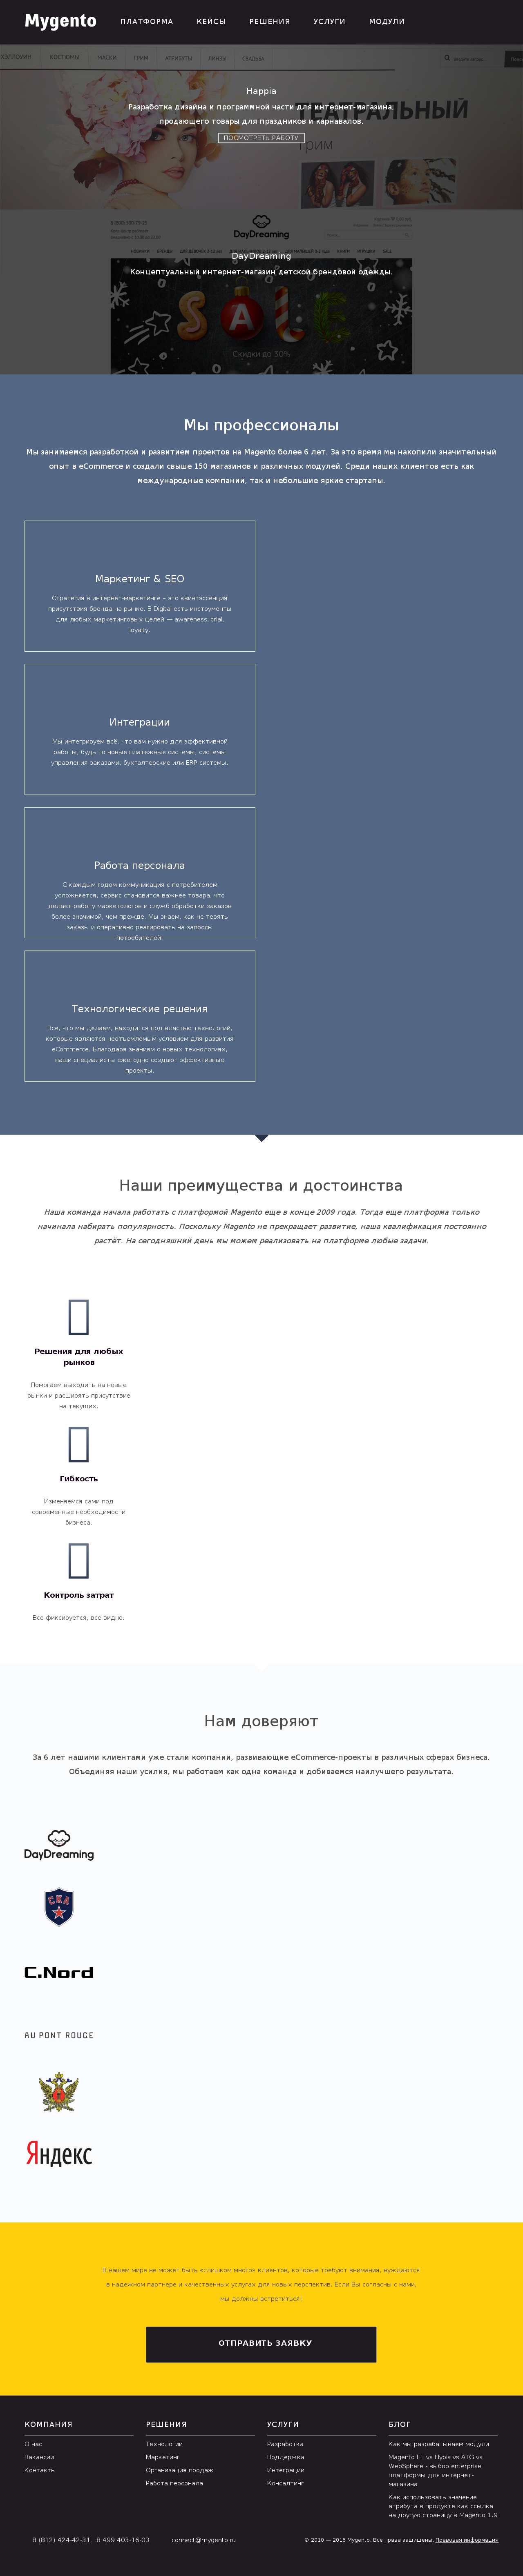 Mygento ПЛАТФОРМА КЕЙСЫ РЕШЕНИЯ УСЛУГИ МОДУЛИ
КОСТЮМЫ МАСКИ ГРИМ АТРИБУТЫ ЛИНЗЫ СВАДЬБЫ
Happia
Разработка дизайна и программной части для интернет-магазина,
продающего товары для праздников и карнавалов.
ТЕАТРАЛЬНЫЙ
грим
ПОСМОТРЕТЬ РАБОТУ
DayDreaming
DayDreaming
Концептуальный интернет-магазин детской брендовой одежды.
SALE
Скидки до 30%
Мы профессионалы
Мы занимаемся разработкой и развитием проектов на Magento более 6 лет. За это время мы накопили значительный
опыт в eCommerce и создали свыше 150 магазинов и различных модулей. Среди наших клиентов есть как
международные компании, так и небольшие яркие стартапы.
Маркетинг & SEO
Стратегия в интернет-маркетинге – это квинтэссенция
присутствия бренда на рынке. В Digital есть инструменты
для любых маркетинговых целей — awareness, trial,
loyalty.
Интеграции
Мы интегрируем всё, что вам нужно для эффективной
работы, будь то новые платежные системы, системы
управления заказами, бухгалтерские или ERP-системы.
Работа персонала
С каждым годом коммуникация с потребителем
усложняется, сервис становится важнее товара, что
делает работу маркетологов и служб обработки заказов
более значимой, чем прежде. Мы знаем, как не терять
заказы и оперативно реагировать на запросы
потребителей.
Технологические решения
Все, что мы делаем, находится под властью технологий,
которые являются неотъемлемым условием для развития
eCommerce. Благодаря знаниям о новых технологиях,
наши специалисты ежегодно создают эффективные
проекты.
Наши преимущества и достоинства
Наша команда начала работать с платформой Magento еще в конце 2009 года. Тогда еще платформа только
начинала набирать популярность. Поскольку Magento не прекращает развитие, наша квалификация постоянно
растёт. На сегодняшний день мы можем реализовать на платформе любые задачи.
Решения для любых
рынков
Помогаем выходить на новые
рынки и расширять присутствие
на текущих.
Гибкость
Изменяемся сами под
современные необходимости
бизнеса.
Контроль затрат
Все фиксируется, все видно.
Нам доверяют
За 6 лет нашими клиентами уже стали компании, развивающие eCommerce-проекты в различных сферах бизнеса.
Объединяя наши усилия, мы работаем как одна команда и добиваемся наилучшего результата.
DayDreaming
СКА
C.Nord
AU PONT ROUGE
Яндекс
В нашем мире не может быть «слишком много» клиентов, которые требуют внимания, нуждаются
в надежном партнере и качественных услугах для новых перспектив. Если Вы согласны с нами,
мы должны встретиться!
ОТПРАВИТЬ ЗАЯВКУ
КОМПАНИЯ
О нас
Вакансии
Контакты
РЕШЕНИЯ
Технологии
Маркетинг
Организация продаж
Работа персонала
УСЛУГИ
Разработка
Поддержка
Интеграции
Консалтинг
БЛОГ
Как мы разрабатываем модули
Magento EE vs Hybis vs ATG vs
WebSphere - выбор enterprise
платформы для интернет-
магазина
Как использовать значение
атрибута в продукте как ссылка
на другую страницу в Magento 1.9
8 (812) 424-42-31 8 499 403-16-03 connect@mygento.ru © 2010 — 2016 Mygento. Все права защищены. Правовая информация